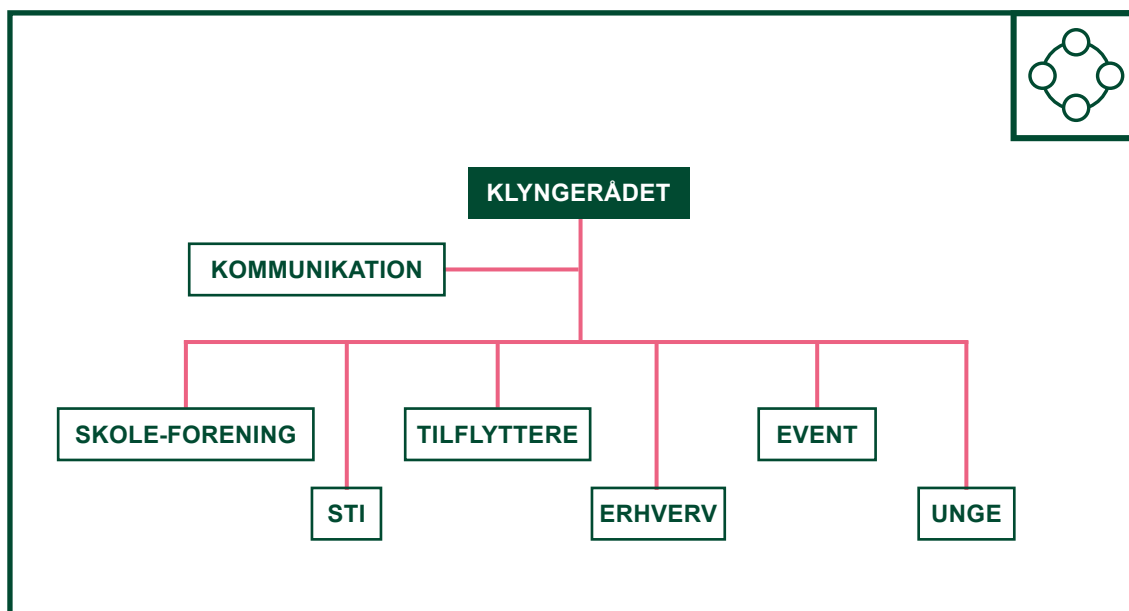 KLYNGERÅDET
KOMMUNIKATION
SKOLE-FORENING
TILFLYTTERE
EVENT
STI
ERHVERV
UNGE